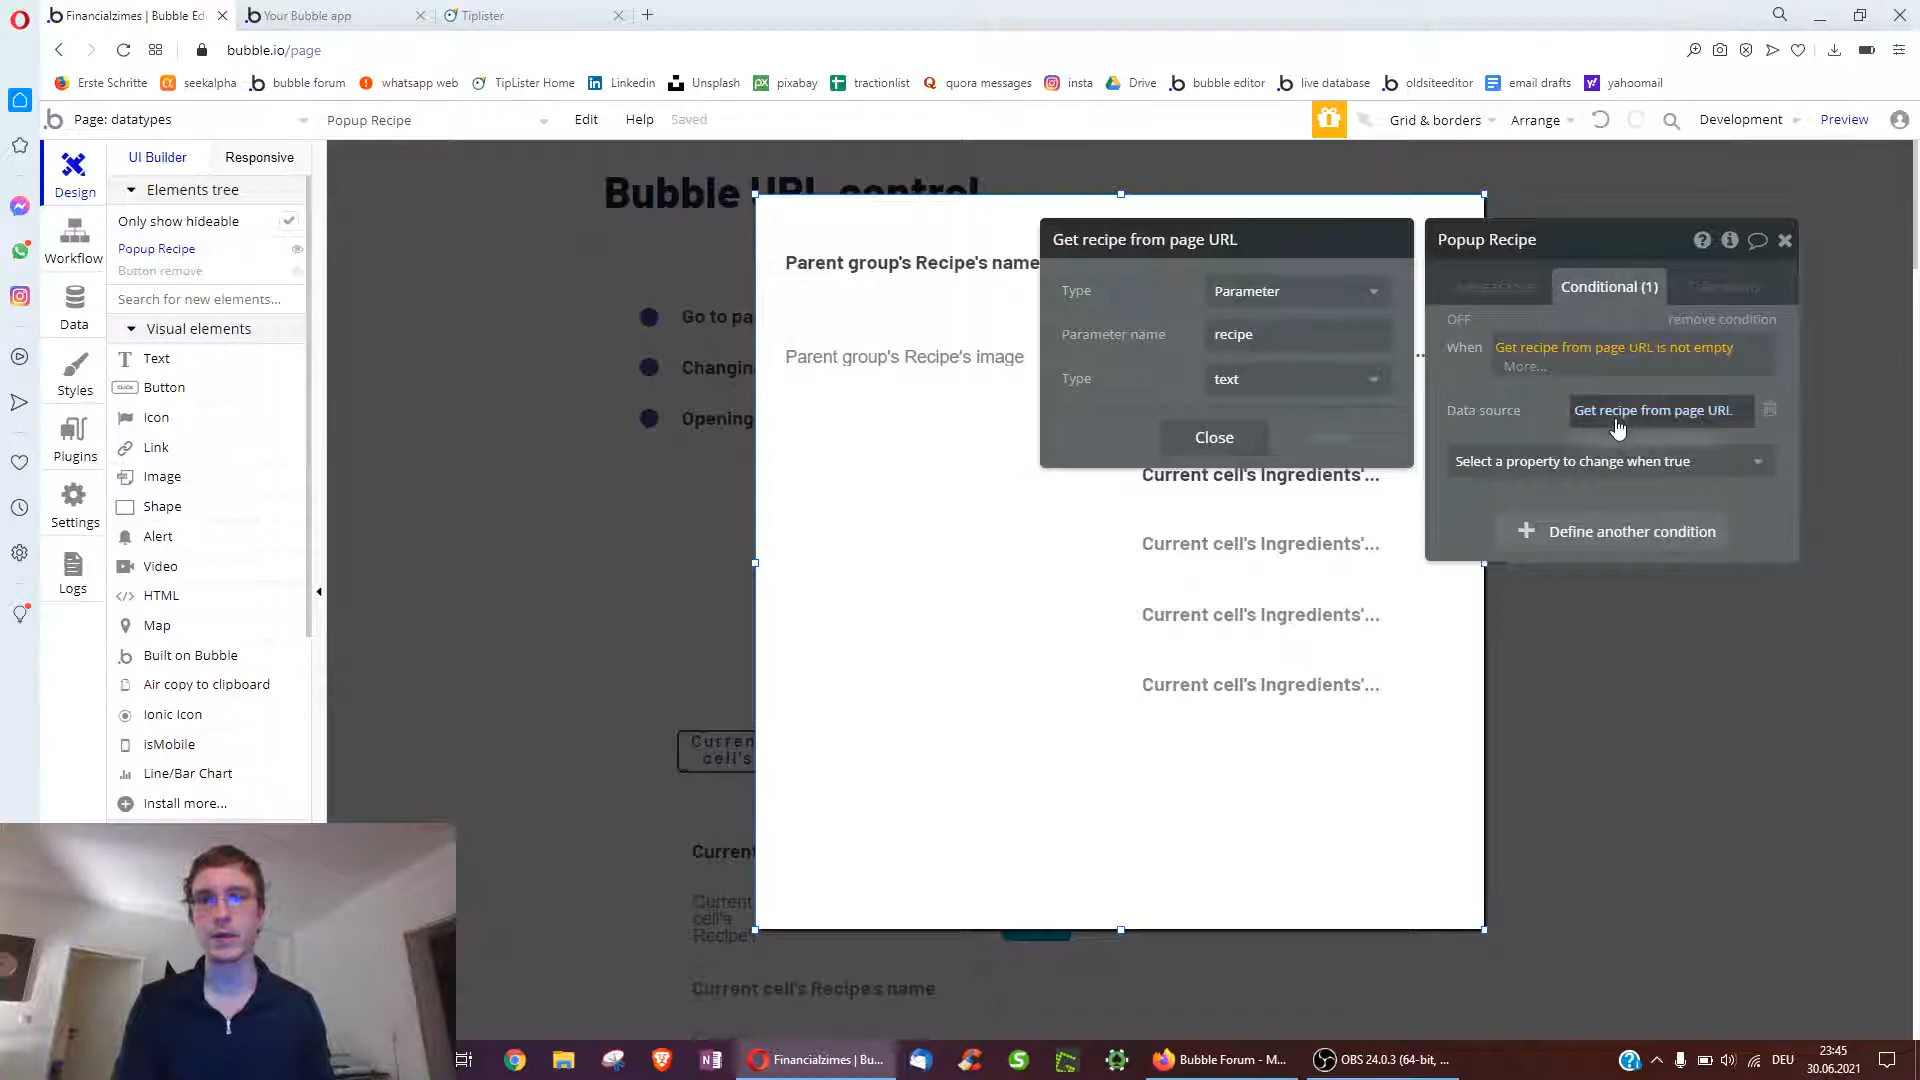 Financialzimes | Bubble Edi
Your Bubble app
Tiplister
bubble.io/page
Erste Schritte
seekalpha
bubble forum
whatsapp web
TipLister Home
Linkedin
Unsplash
pixabay
tractionlist
quora messages
insta
Drive
bubble editor
live database
oldsiteeditor
email drafts
yahoomail
Page: datatypes
Popup Recipe
Edit
Help
Saved
Grid & borders
Arrange
Development
Preview
UI Builder
Responsive
Design
Workflow
Data
Styles
Plugins
Settings
Logs
Elements tree
Only show hideable
Popup Recipe
Button remove
Search for new elements...
Visual elements
Text
CLICK
Button
Icon
Link
Image
Shape
Alert
Video
HTML
Map
Built on Bubble
Air copy to clipboard
Ionic Icon
isMobile
Line/Bar Chart
Install more...
Bubble URL control
Go to pa
Changin
Opening
Parent group's Recipe's name
Parent group's Recipe's image
Current cell's Ingredients'...
Current cell's Ingredients'...
Current cell's Ingredients'...
Current cell's Ingredients'...
Get recipe from page URL
Type
Parameter
Parameter name
recipe
Type
text
Close
Popup Recipe
Conditional (1)
OFF
remove condition
When
Get recipe from page URL is not empty
More...
Data source
Get recipe from page URL
Select a property to change when true
Define another condition
Curren
cell's
Current
Current
cell's
Recipe'
Current cell's Recipe's name
Financialzimes | Bu...
Bubble Forum - M...
OBS 24.0.3 (64-bit, ...
DEU
23:45
30.06.2021